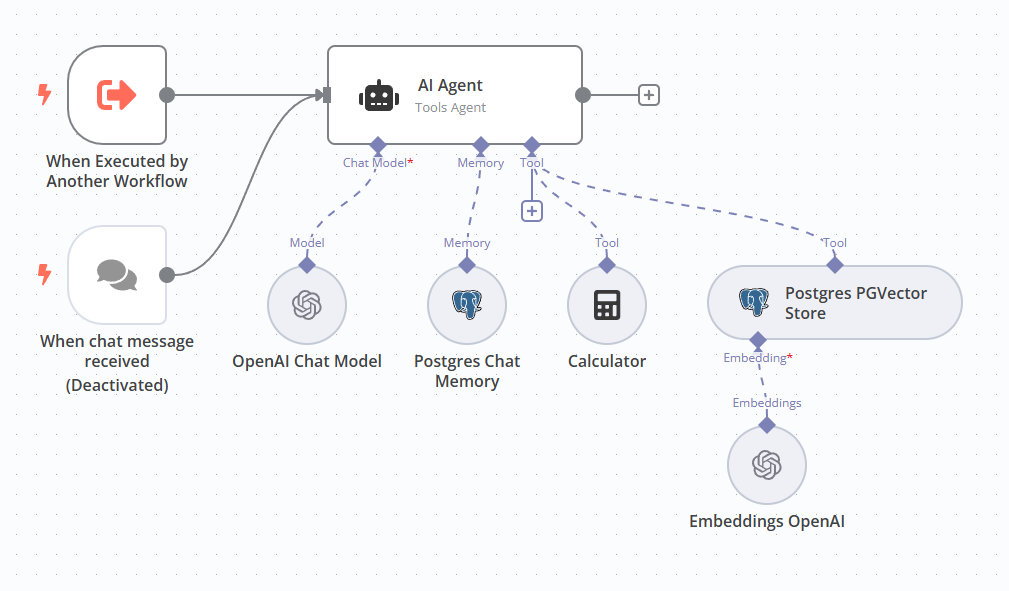 AI Agent
Tools Agent
Chat Model*
Memory
Tool
When Executed by
Another Workflow
Model
Memory
Tool
Tool
Postgres PGVector
Store
When chat message
received
(Deactivated)
OpenAI Chat Model
Postgres Chat
Memory
Calculator
Embedding*
Embeddings
Embeddings OpenAI